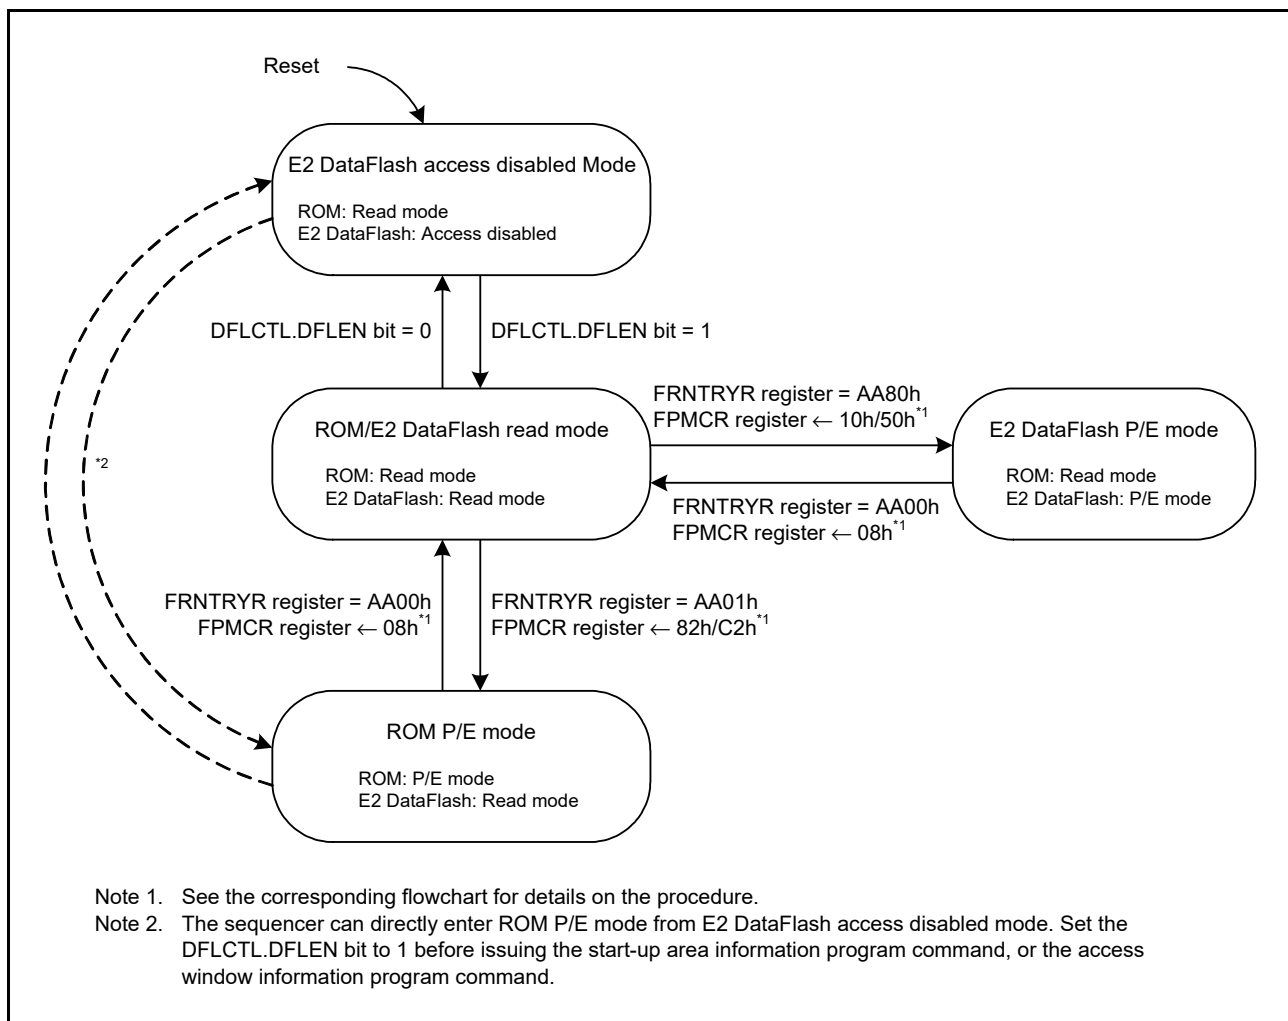 Reset
E2 DataFlash access disabled Mode
ROM: Read mode
E2 DataFlash: Access disabled
DFLCTL.DFLEN bit = 0
DFLCTL.DFLEN bit = 1
FRNTRYR register = AA80h
FPMCR register ← 10h/50h*1
ROM/E2 DataFlash read mode
ROM: Read mode
E2 DataFlash: Read mode
E2 DataFlash P/E mode
ROM: Read mode
E2 DataFlash: P/E mode
*2
FRNTRYR register = AA00h
FPMCR register ← 08h*1
FRNTRYR register = AA00h
FPMCR register ← 08h*1
FRNTRYR register = AA01h
FPMCR register ← 82h/C2h*1
ROM P/E mode
ROM: P/E mode
E2 DataFlash: Read mode
Note 1. See the corresponding flowchart for details on the procedure.
Note 2. The sequencer can directly enter ROM P/E mode from E2 DataFlash access disabled mode. Set the
DFLCTL.DFLEN bit to 1 before issuing the start-up area information program command, or the access
window information program command.